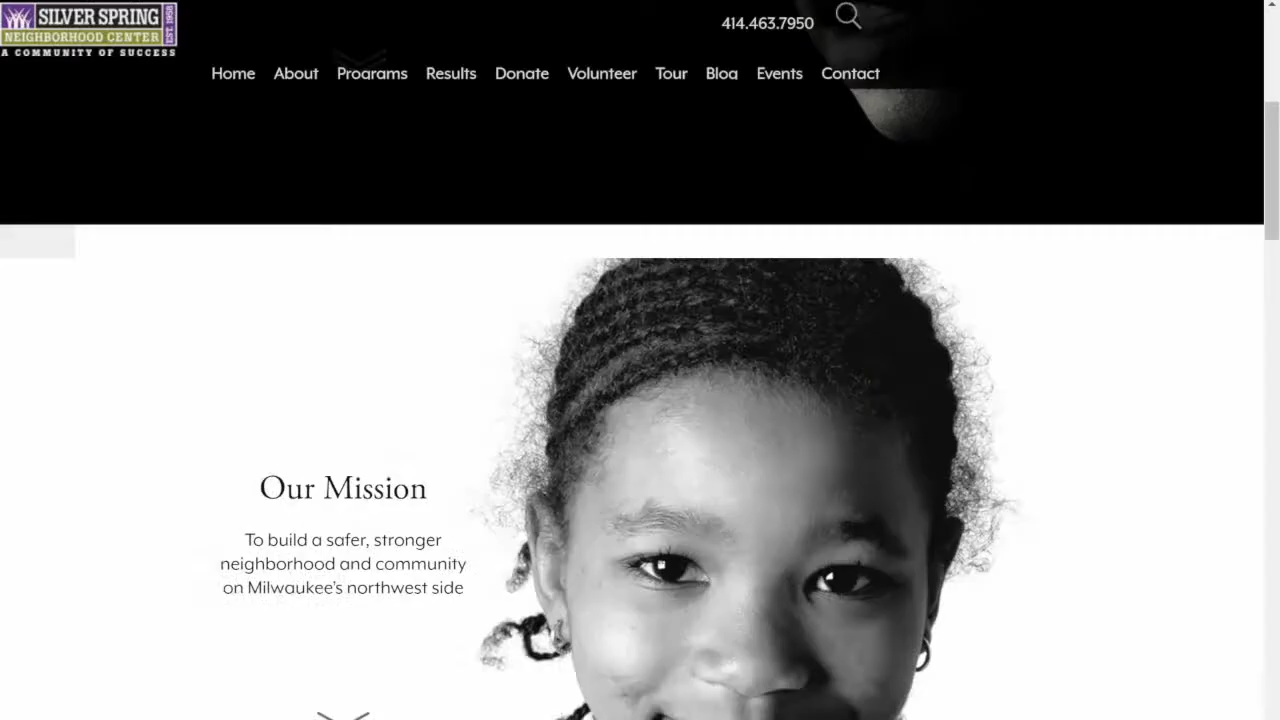 SILVER SPRING
NEIGHBORHOOD CENTER
EST. 1958
A COMMUNITY OF SUCCESS
414.463.7950
Home About Programs Results Donate Volunteer Tour Blog Events Contact
Our Mission
To build a safer, stronger
neighborhood and community
on Milwaukee's northwest side